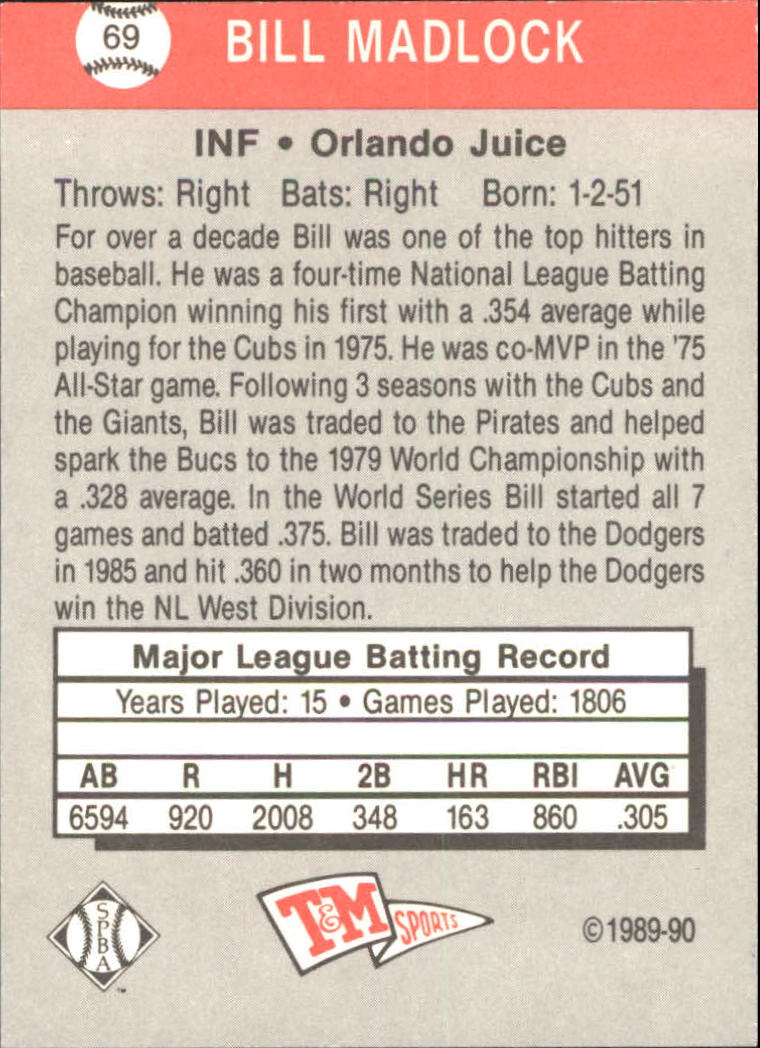 69
BILL MADLOCK
INF • Orlando Juice
Throws: Right Bats: Right Born: 1-2-51
For over a decade Bill was one of the top hitters in
baseball. He was a four-time National League Batting
Champion winning his first with a .354 average while
playing for the Cubs in 1975. He was co-MVP in the '75
All-Star game. Following 3 seasons with the Cubs and
the Giants, Bill was traded to the Pirates and helped
spark the Bucs to the 1979 World Championship with
a .328 average. In the World Series Bill started all 7
games and batted .375. Bill was traded to the Dodgers
in 1985 and hit .360 in two months to help the Dodgers
win the NL West Division.
Major League Batting Record
Years Played: 15 • Games Played: 1806
AB R H 2B HR RBI AVG
6594 920 2008 348 163 860 .305
SPBA ™
T&M SPORTS
©1989-90